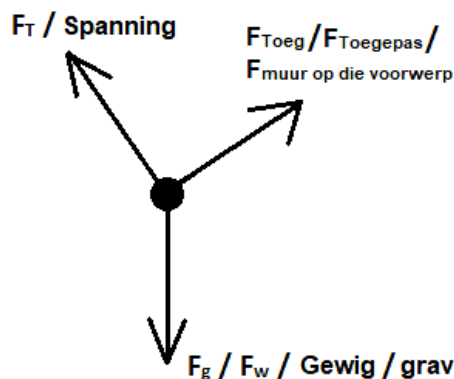 FT / Spanning
FToeg/FToegepas/
Fmuur op die voorwerp
Fg / Fw / Gewig / grav